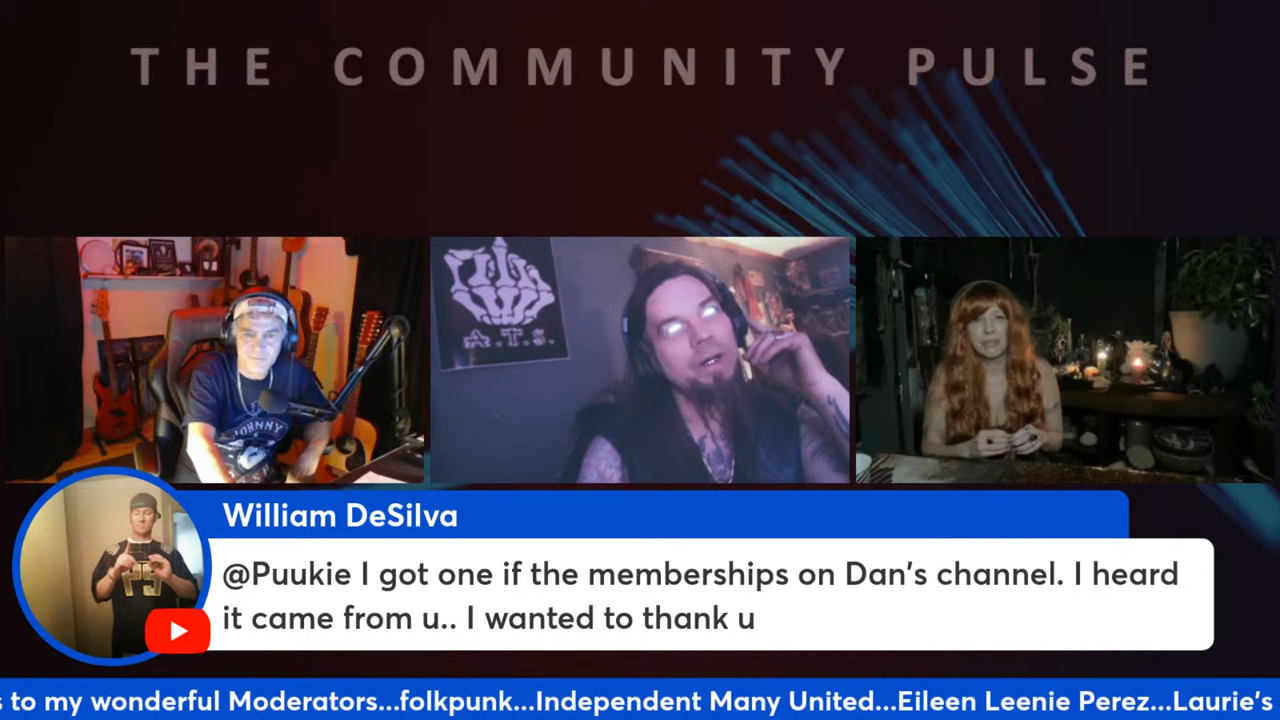 THE COMMUNITY PULSE
A.T.S.
JOHNNY
William DeSilva
@Puukie I got one if the memberships on Dan's channel. I heard
it came from u.. I wanted to thank u
s to my wonderful Moderators...folkpunk...Independent Many United...Eileen Leenie Perez...Laurie's